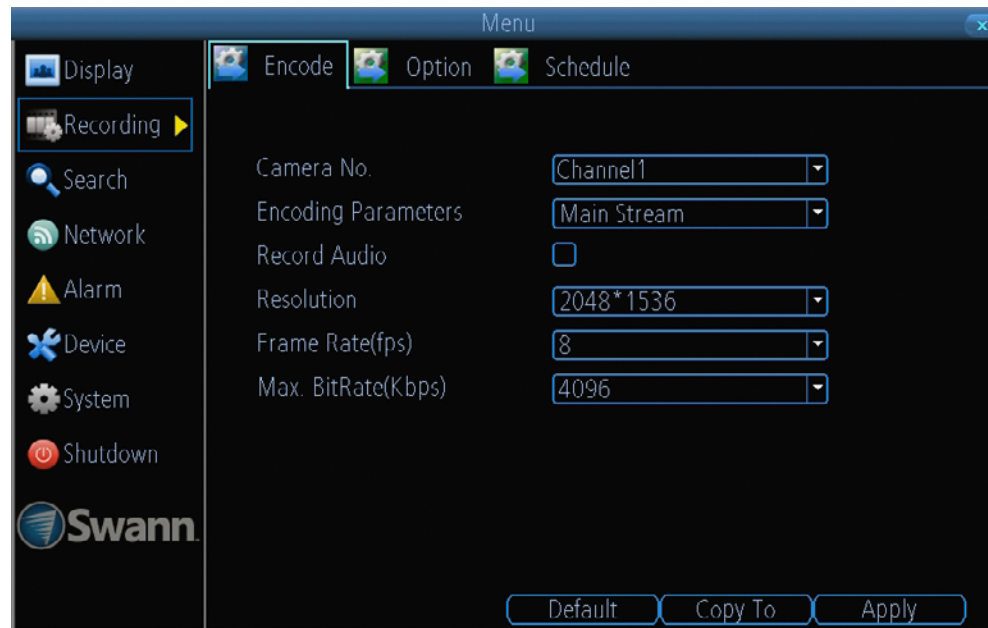 Menu
Display
Recording
Search
Network
Alarm
Device
System
Shutdown
Swann
Encode Option Schedule
Camera No. Channel1
Encoding Parameters Main Stream
Record Audio
Resolution 2048*1536
Frame Rate(fps) 8
Max. BitRate(Kbps) 4096
Default Copy To Apply